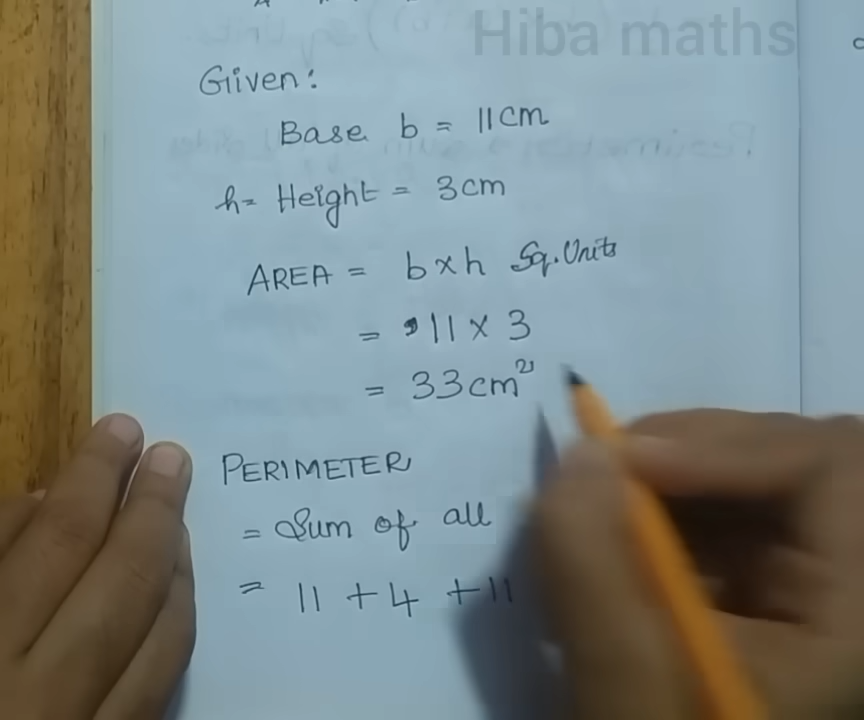 Hiba maths
Given:
Base b = 11cm
h= Height = 3cm
AREA = b×h Sq.Units
= 11 × 3
= 33cm²
PERIMETER
= Sum of all
= 11 + 4 + 11